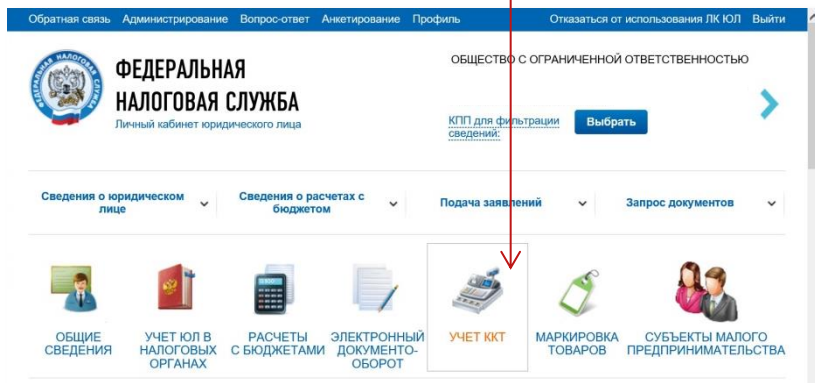 Обратная связь Администрирование Вопрос-ответ Анкетирование Профиль Отказаться от использования ЛК ЮЛ Выйти
ФЕДЕРАЛЬНАЯ
НАЛОГОВАЯ СЛУЖБА
Личный кабинет юридического лица
ОБЩЕСТВО С ОГРАНИЧЕННОЙ ОТВЕТСТВЕННОСТЬЮ
КПП для фильтрации
сведений:
Выбрать
Сведения о юридическом
лице
Сведения о расчетах с
бюджетом
Подача заявлений
Запрос документов
ОБЩИЕ
СВЕДЕНИЯ
УЧЕТ ЮЛ В
НАЛОГОВЫХ
ОРГАНАХ
РАСЧЕТЫ
С БЮДЖЕТАМИ
ЭЛЕКТРОННЫЙ
ДОКУМЕНТО-
ОБОРОТ
УЧЕТ ККТ
МАРКИРОВКА
ТОВАРОВ
СУБЪЕКТЫ МАЛОГО
ПРЕДПРИНИМАТЕЛЬСТВА